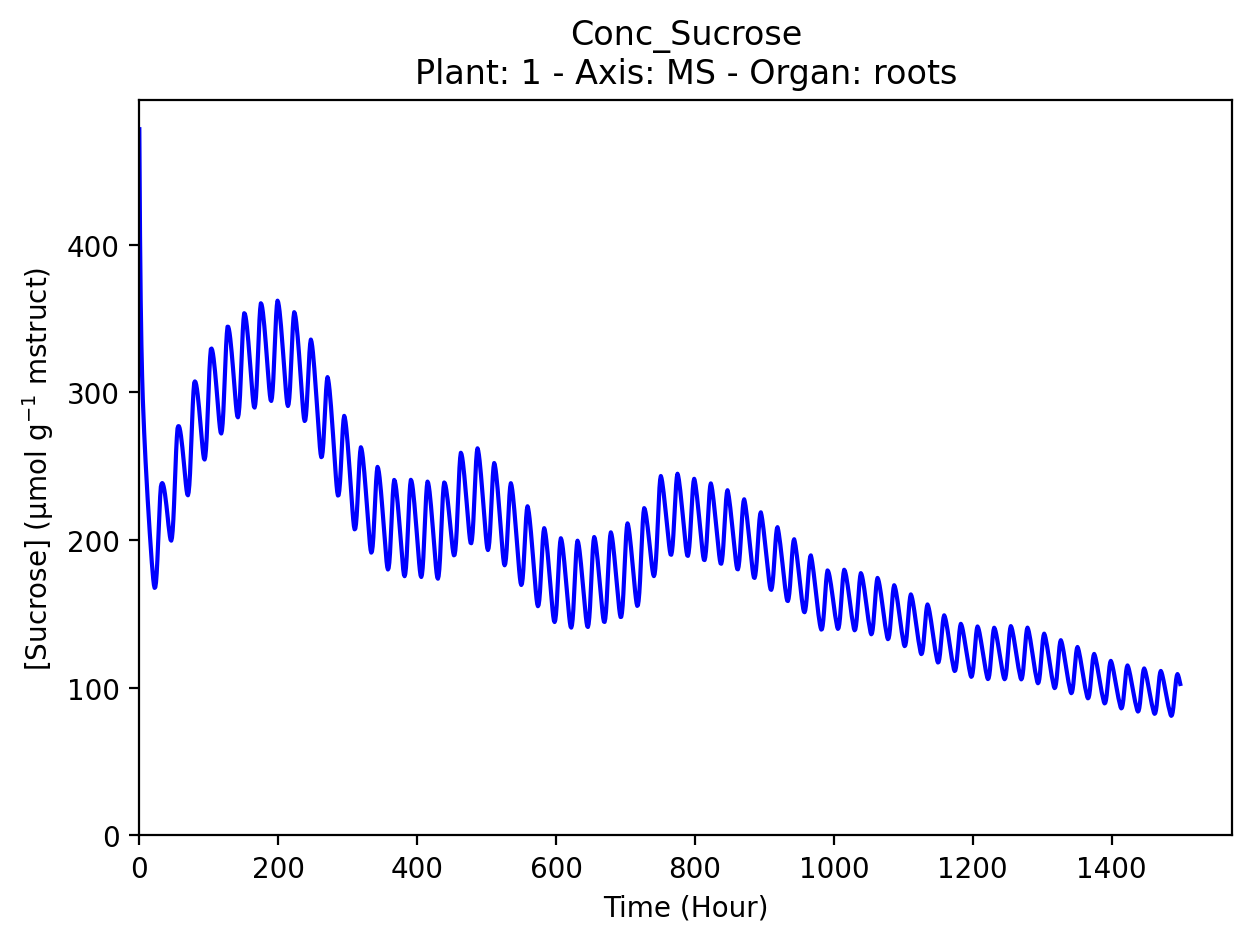 Conc_Sucrose
Plant: 1 - Axis: MS - Organ: roots
[Sucrose] (µmol g⁻¹ mstruct)
400
300
200
100
0
0 200 400 600 800 1000 1200 1400
Time (Hour)